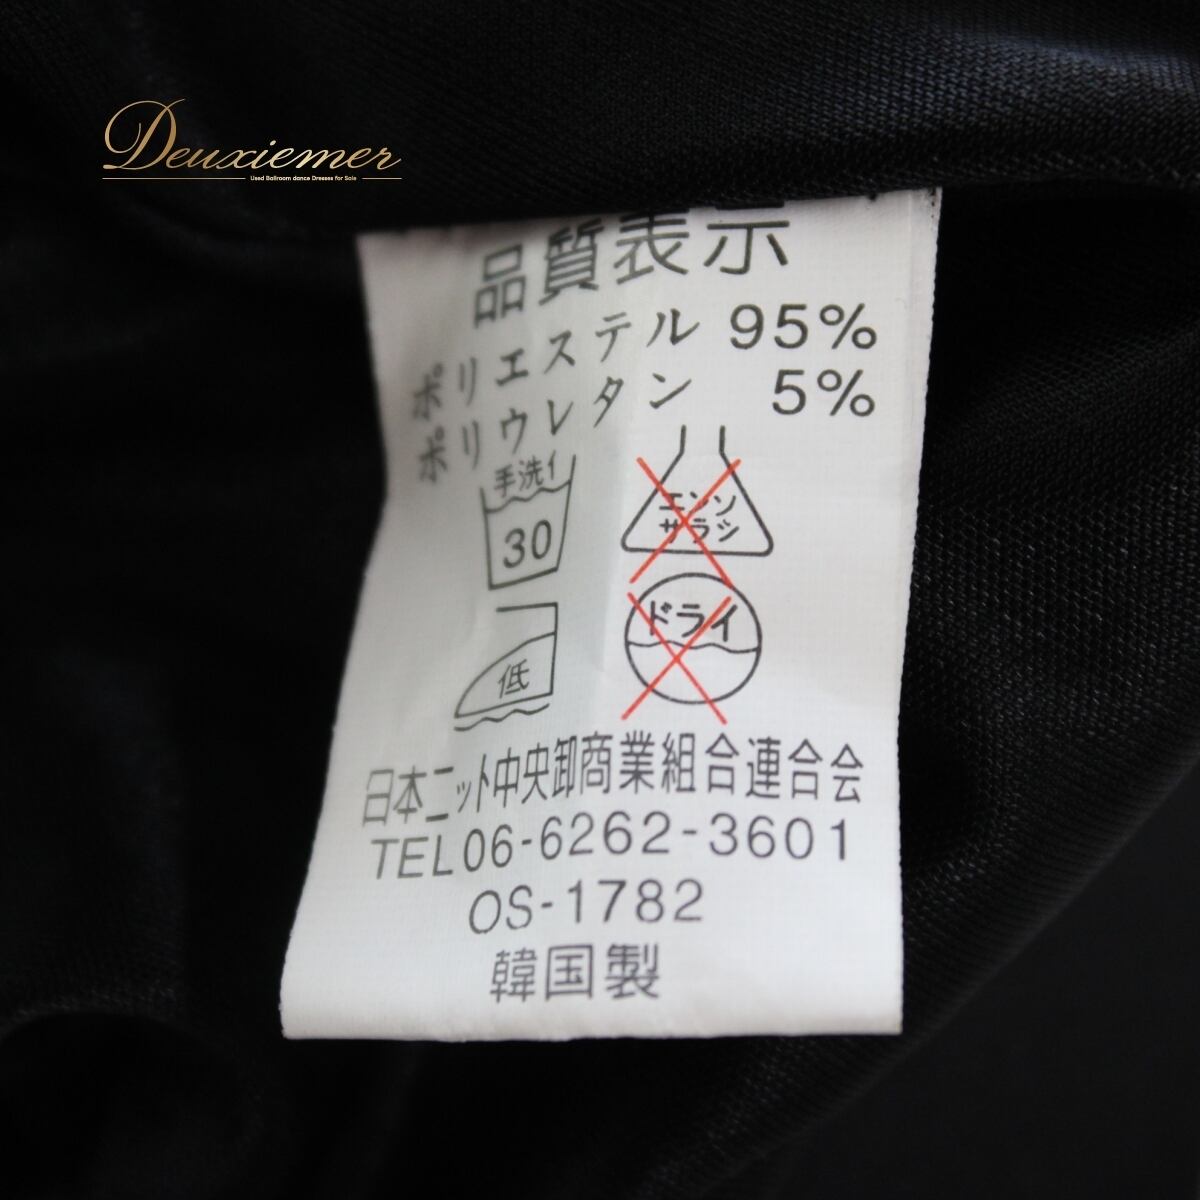 Deuxiemer
Used Ballroom dance Dresses for Sale
品質表示
ポリエステル 95%
ポリウレタン 5%
手洗イ
30
エンソ
サラシ
低
ドライ
日本ニット中央卸商業組合連合会
TEL06-6262-3601
OS-1782
韓国製